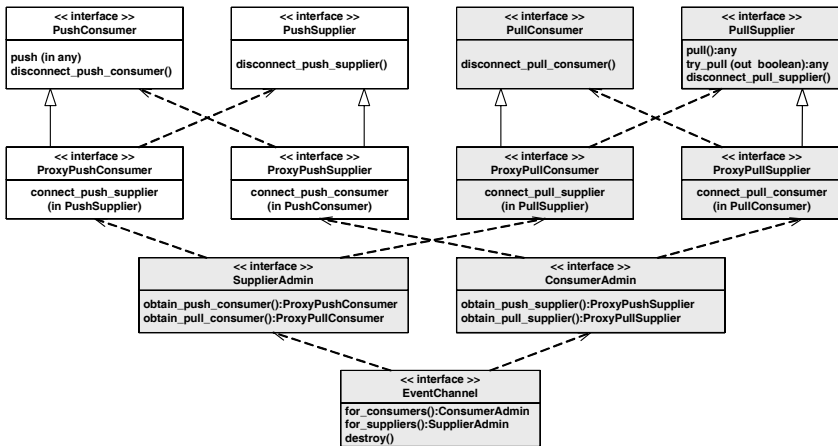 << interface >>
PushConsumer
push (in any)
disconnect_push_consumer()
<< interface >>
PushSupplier
disconnect_push_supplier()
<< interface >>
PullConsumer
disconnect_pull_consumer()
<< interface >>
PullSupplier
pull():any
try_pull (out boolean):any
disconnect_pull_supplier()
<< interface >>
ProxyPushConsumer
connect_push_supplier
(in PushSupplier)
<< interface >>
ProxyPushSupplier
connect_push_consumer
(in PushConsumer)
<< interface >>
ProxyPullConsumer
connect_pull_supplier
(in PullSupplier)
<< interface >>
ProxyPullSupplier
connect_pull_consumer
(in PullConsumer)
<< interface >>
SupplierAdmin
obtain_push_consumer():ProxyPushConsumer
obtain_pull_consumer():ProxyPullConsumer
<< interface >>
ConsumerAdmin
obtain_push_supplier():ProxyPushSupplier
obtain_pull_supplier():ProxyPullSupplier
<< interface >>
EventChannel
for_consumers():ConsumerAdmin
for_suppliers():SupplierAdmin
destroy()